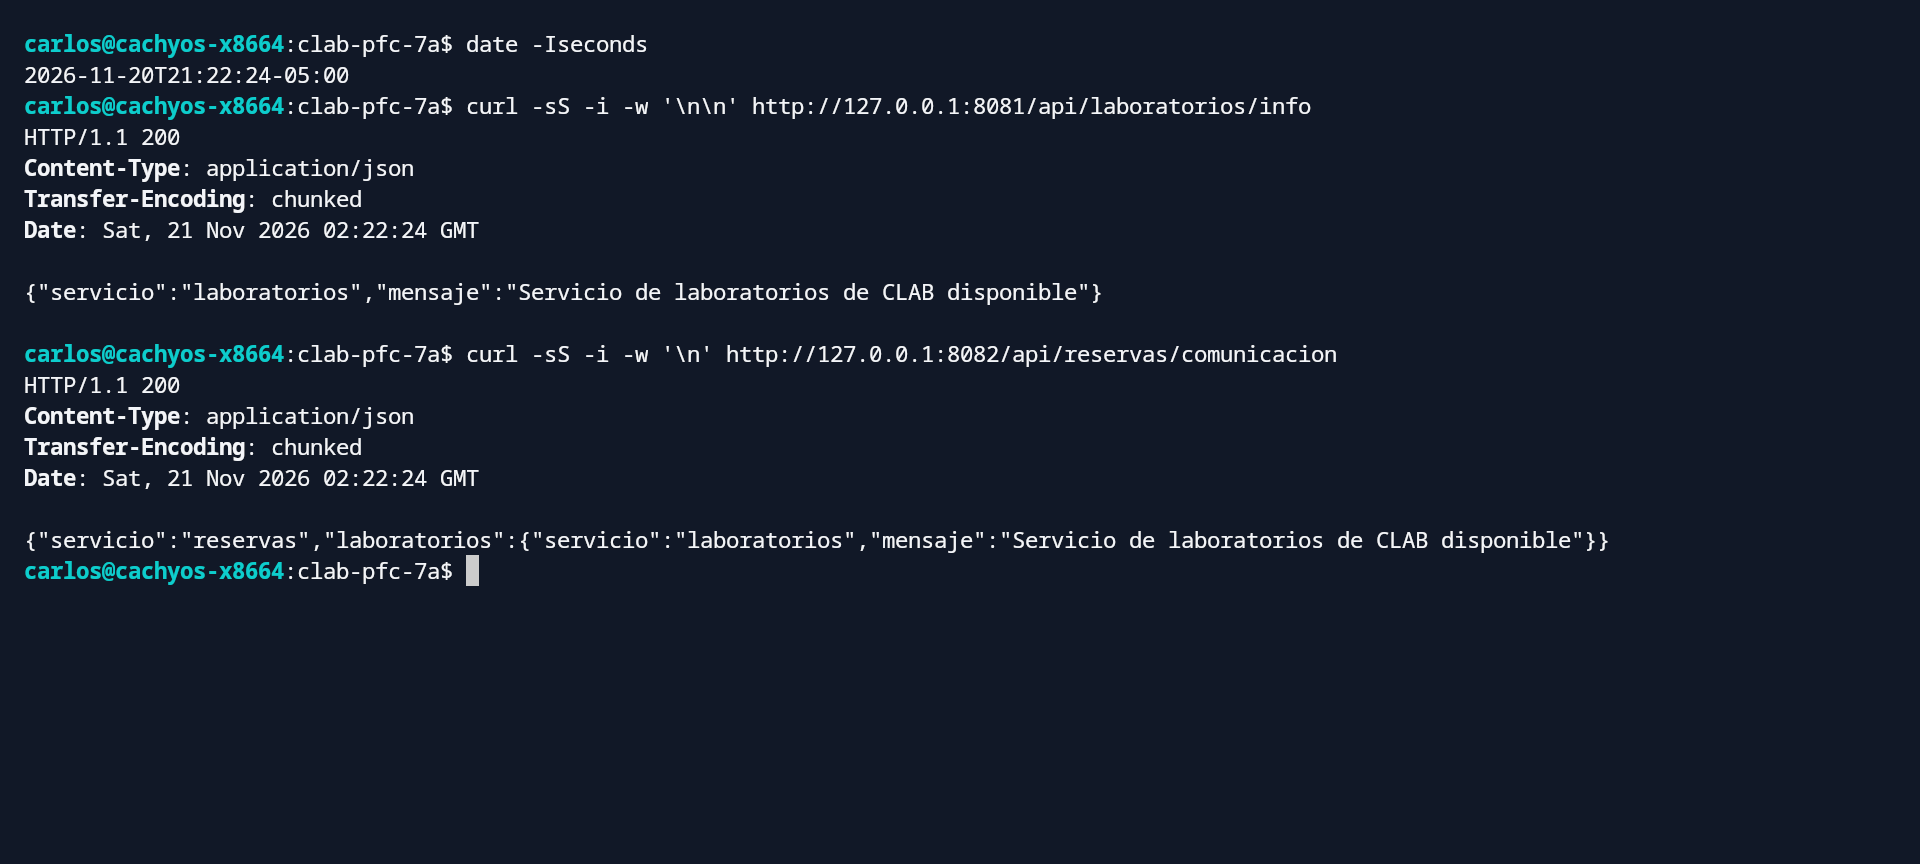 carlos@cachyos-x8664:clab-pfc-7a$ date -Iseconds
2026-11-20T21:22:24-05:00
carlos@cachyos-x8664:clab-pfc-7a$ curl -sS -i -w '\n\n' http://127.0.0.1:8081/api/laboratorios/info
HTTP/1.1 200
Content-Type: application/json
Transfer-Encoding: chunked
Date: Sat, 21 Nov 2026 02:22:24 GMT

{"servicio":"laboratorios","mensaje":"Servicio de laboratorios de CLAB disponible"}

carlos@cachyos-x8664:clab-pfc-7a$ curl -sS -i -w '\n' http://127.0.0.1:8082/api/reservas/comunicacion
HTTP/1.1 200
Content-Type: application/json
Transfer-Encoding: chunked
Date: Sat, 21 Nov 2026 02:22:24 GMT

{"servicio":"reservas","laboratorios":{"servicio":"laboratorios","mensaje":"Servicio de laboratorios de CLAB disponible"}}
carlos@cachyos-x8664:clab-pfc-7a$